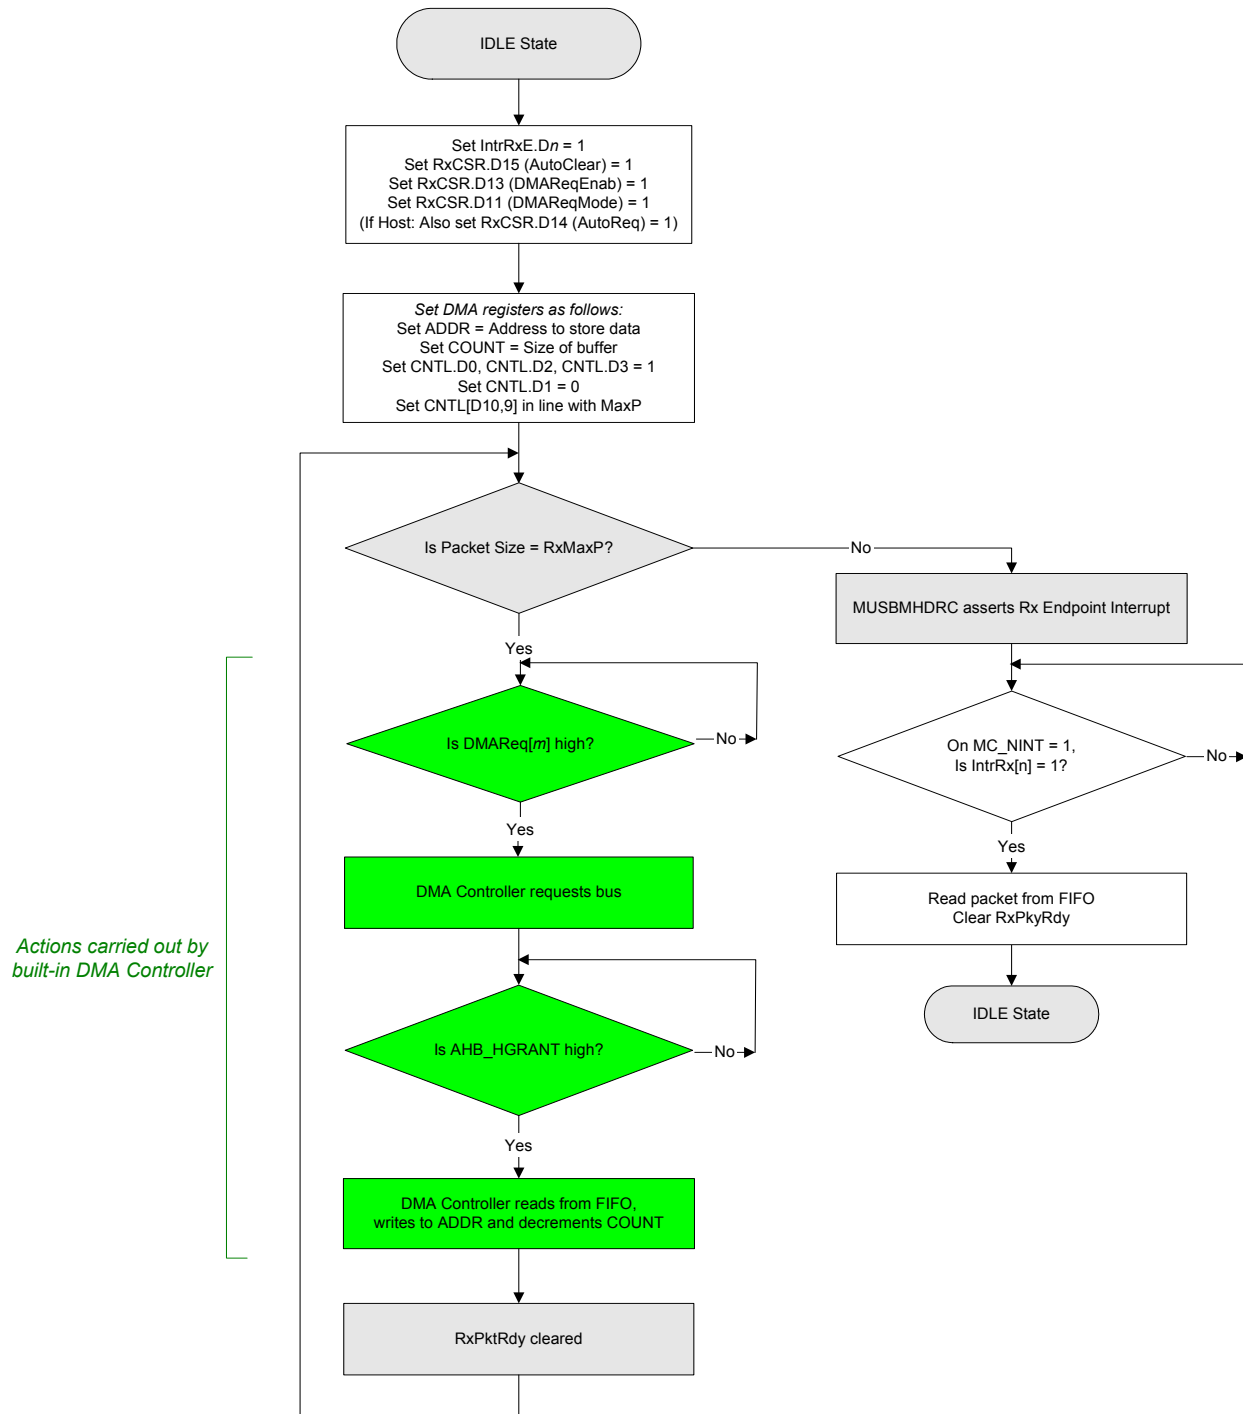 IDLE State
Set IntrRxE.Dn = 1
Set RxCSR.D15 (AutoClear) = 1
Set RxCSR.D13 (DMAReqEnab) = 1
Set RxCSR.D11 (DMAReqMode) = 1
(If Host: Also set RxCSR.D14 (AutoReq) = 1)
Set DMA registers as follows:
Set ADDR = Address to store data
Set COUNT = Size of buffer
Set CNTL.D0, CNTL.D2, CNTL.D3 = 1
Set CNTL.D1 = 0
Set CNTL[D10,9] in line with MaxP
Is Packet Size = RxMaxP?
No
Yes
MUSBMHDRC asserts Rx Endpoint Interrupt
Is DMAReq[m] high?
No
Yes
On MC_NINT = 1,
Is IntrRx[n] = 1?
No
Yes
DMA Controller requests bus
Read packet from FIFO
Clear RxPkyRdy
Actions carried out by
built-in DMA Controller
IDLE State
Is AHB_HGRANT high?
No
Yes
DMA Controller reads from FIFO,
writes to ADDR and decrements COUNT
RxPktRdy cleared